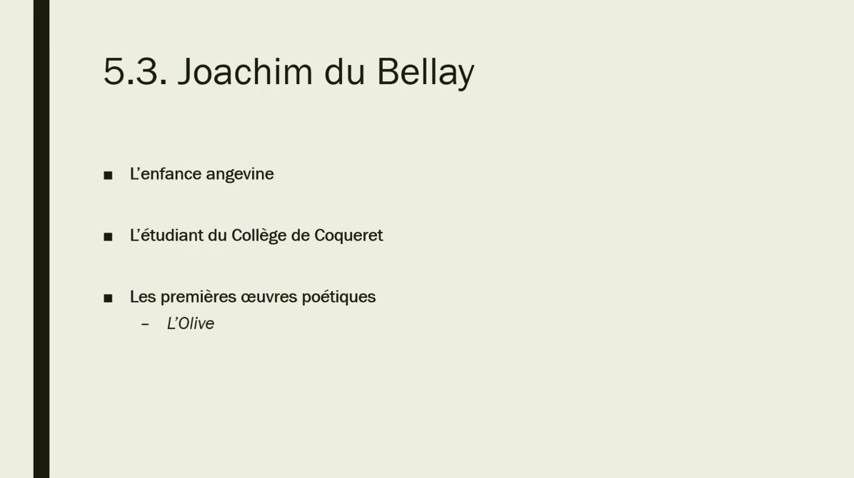 5.3. Joachim du Bellay
■ L’enfance angevine
■ L’étudiant du Collège de Coqueret
■ Les premières œuvres poétiques
– L’Olive